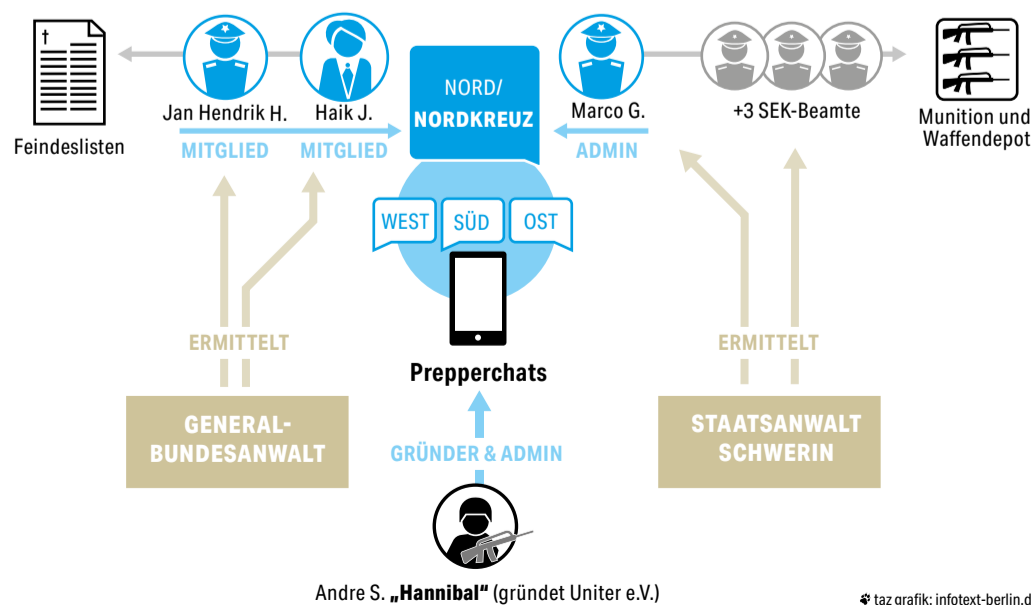 NORD/
NORDKREUZ
Jan Hendrik H.
Haik J.
Marco G.
+3 SEK-Beamte
Munition und
Waffendepot
Feindeslisten
MITGLIED
MITGLIED
ADMIN
WEST
SÜD
OST
ERMITTELT
ERMITTELT
Prepperchats
GENERAL-
BUNDESANWALT
STAATSANWALT
SCHWERIN
GRÜNDER & ADMIN
Andre S. „Hannibal“ (gründet Uniter e.V.)
taz grafik: infotext-berlin.d